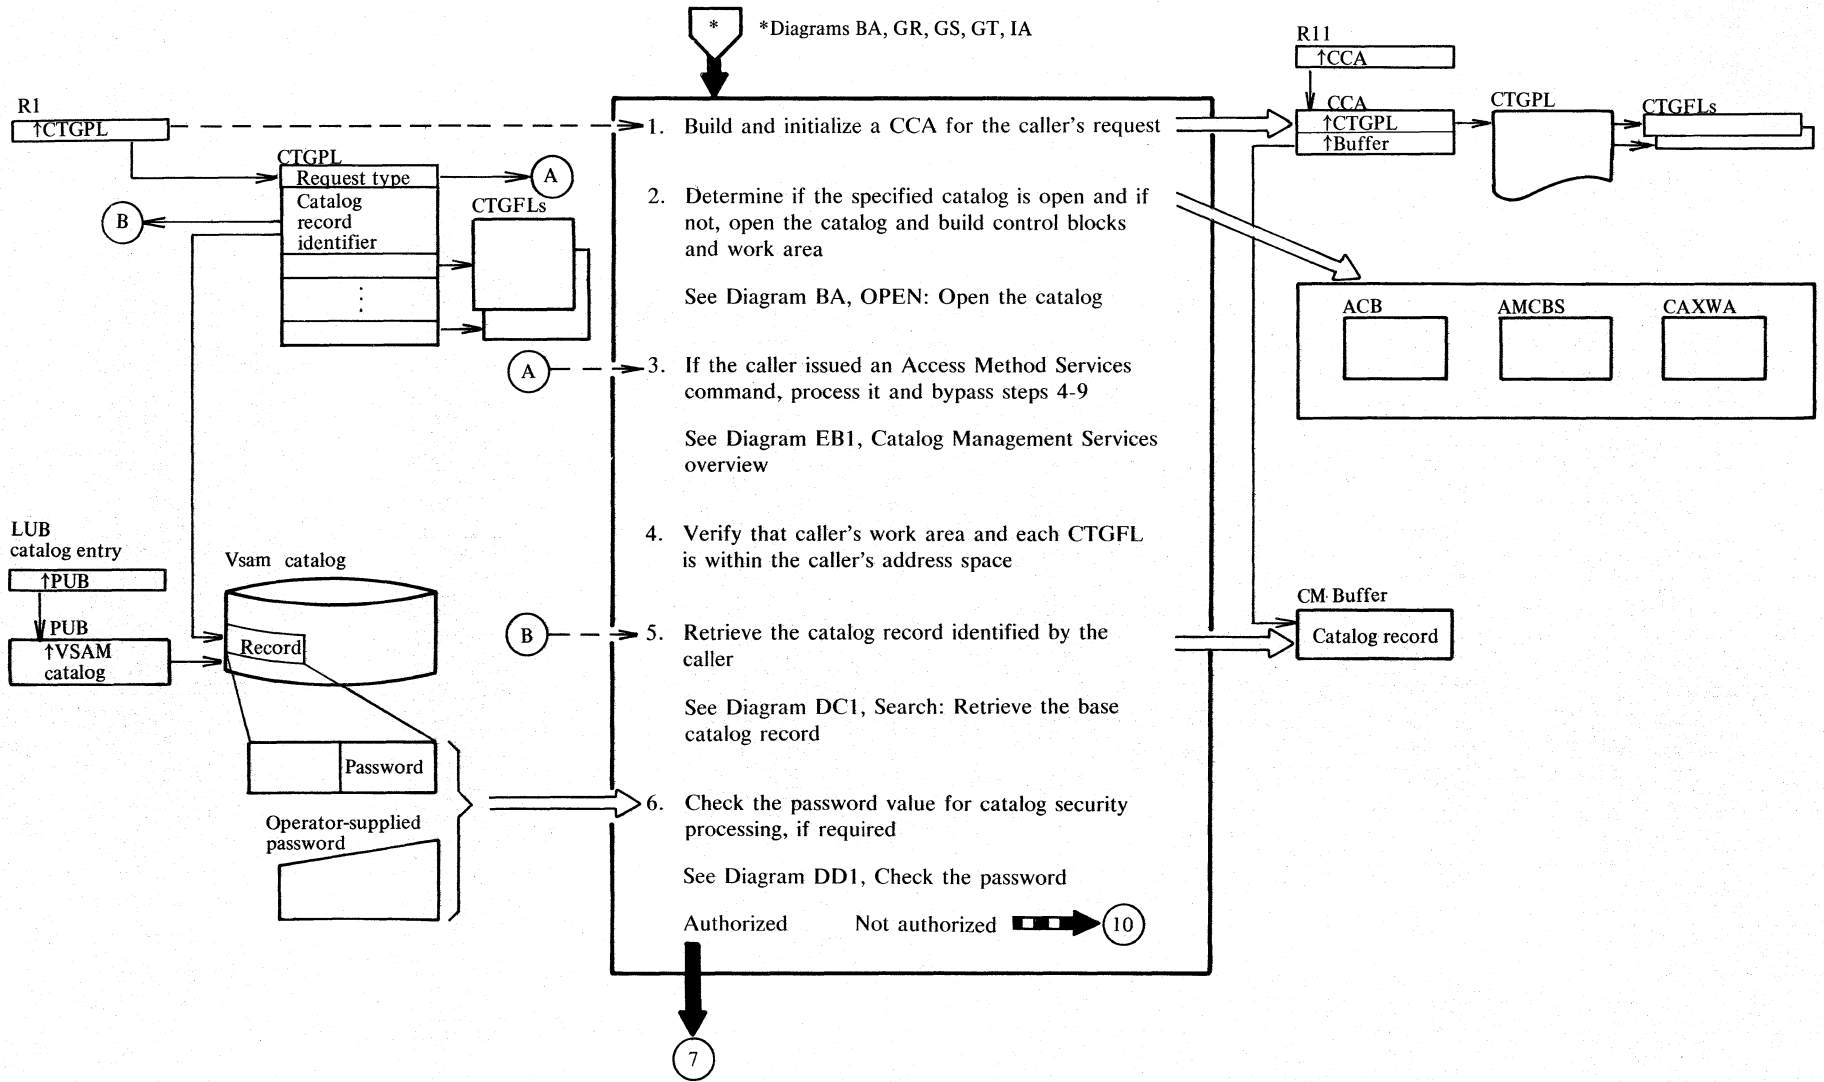 *
*Diagrams BA, GR, GS, GT, IA
R1
↑CTGPL
CTGPL
Request type
A
Catalog
record
identifier
B
CTGFLs
A
LUB
catalog entry
↑PUB
PUB
↑VSAM
catalog
Vsam catalog
Record
Password
Operator-supplied
password
B
1. Build and initialize a CCA for the caller's request
2. Determine if the specified catalog is open and if
not, open the catalog and build control blocks
and work area
See Diagram BA, OPEN: Open the catalog
3. If the caller issued an Access Method Services
command, process it and bypass steps 4-9
See Diagram EB1, Catalog Management Services
overview
4. Verify that caller's work area and each CTGFL
is within the caller's address space
5. Retrieve the catalog record identified by the
caller
See Diagram DC1, Search: Retrieve the base
catalog record
6. Check the password value for catalog security
processing, if required
See Diagram DD1, Check the password
Authorized Not authorized 10
7
R11
↑CCA
CCA
↑CTGPL
↑Buffer
CTGPL
CTGFLs
ACB
AMCBS
CAXWA
CM Buffer
Catalog record